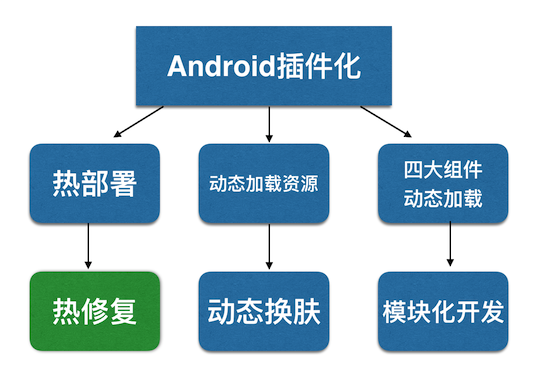 Android插件化
热部署
动态加载资源
四大组件
动态加载
热修复
动态换肤
模块化开发